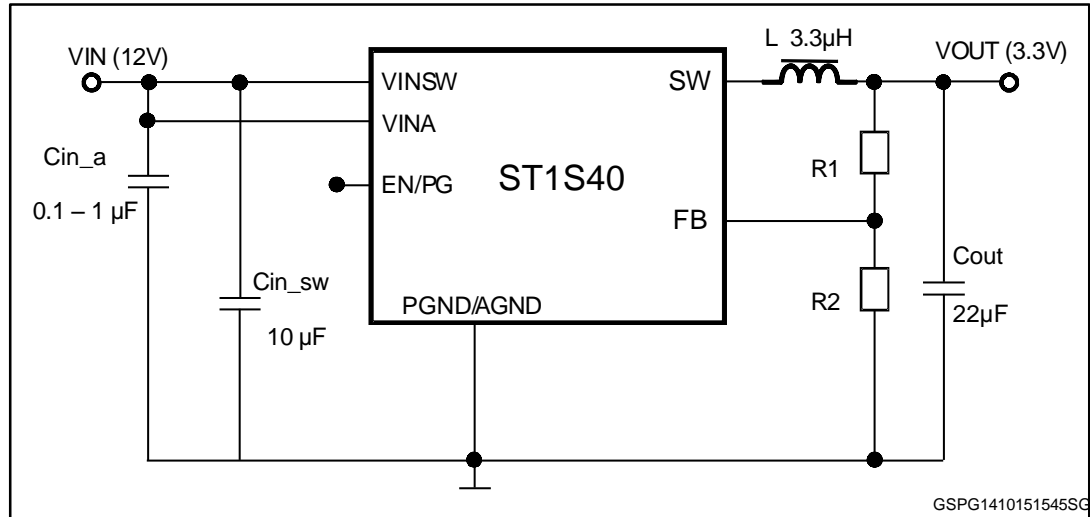 VIN (12V)
L 3.3µH
VOUT (3.3V)
VINSW
SW
VINA
Cin_a
EN/PG
ST1S40
R1
0.1 – 1 µF
FB
Cin_sw
Cout
R2
PGND/AGND
10 µF
22µF
GSPG1410151545SG